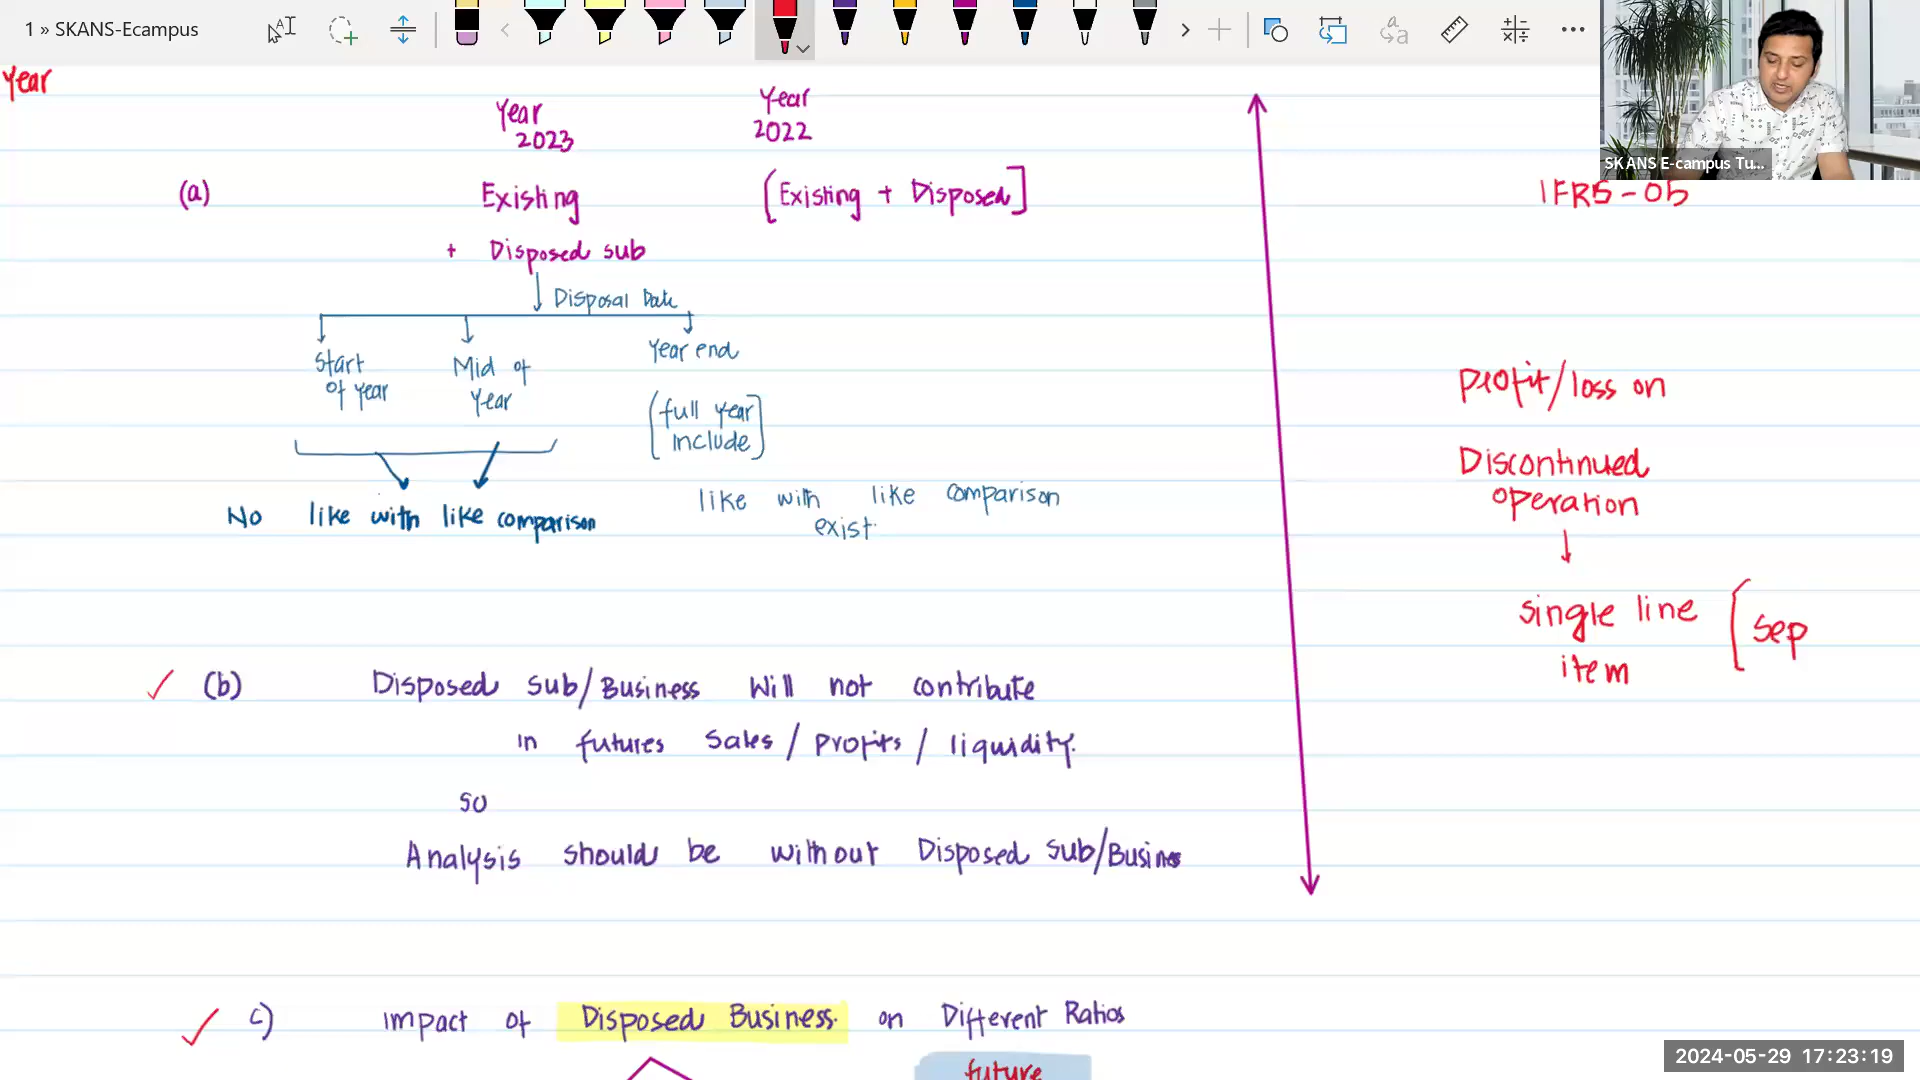 1 » SKANS-Ecampus
Year
Year
2023
Year
2022
(a)
Existing
[Existing + Disposed]
+ Disposed sub
Disposal Date
Start
of year
Mid of
Year
Year end
[full year
include]
No like with like comparison
like with like comparison
exist
✓ (b) Disposed sub/Business will not contribute
in futures sales / profits / liquidity.
so
Analysis should be without Disposed sub/Busines
✓ c) impact of Disposed Business. on Different Ratios
future
SKANS E-campus Tu...
IFRS-05
profit/loss on
Discontinued
operation
single line
item
[sep
2024-05-29 17:23:19